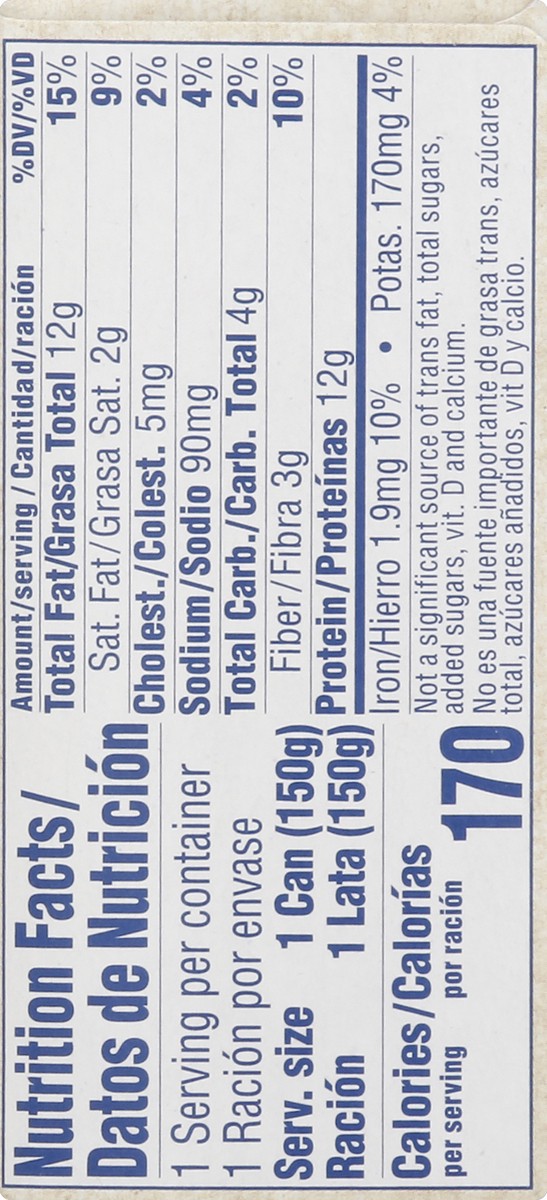 Nutrition Facts/
Datos de Nutrición
1 Serving per container
1 Ración por envase
Serv. size 1 Can (150g)
Ración 1 Lata (150g)
Calories/Calorías
per serving por ración 170
Amount/serving / Cantidad/ración %DV/%VD
Total Fat/Grasa Total 12g 15%
Sat. Fat/Grasa Sat. 2g 9%
Cholest./Colest. 5mg 2%
Sodium/Sodio 90mg 4%
Total Carb./Carb. Total 4g 2%
Fiber/Fibra 3g 10%
Protein/Proteínas 12g
Iron/Hierro 1.9mg 10% • Potas. 170mg 4%
Not a significant source of trans fat, total sugars,
added sugars, vit. D and calcium.
No es una fuente importante de grasa trans, azúcares
total, azúcares añadidos, vit D y calcio.